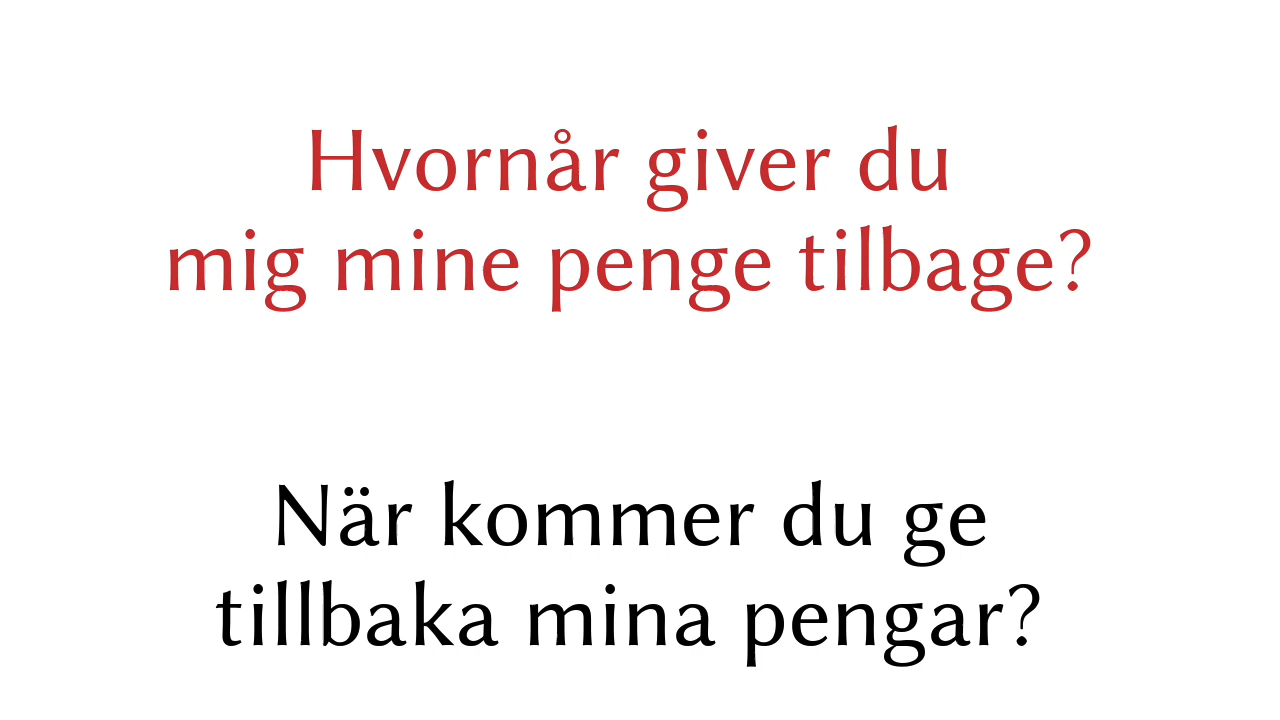 Hvornår giver du
mig mine penge tilbage?
När kommer du ge
tillbaka mina pengar?